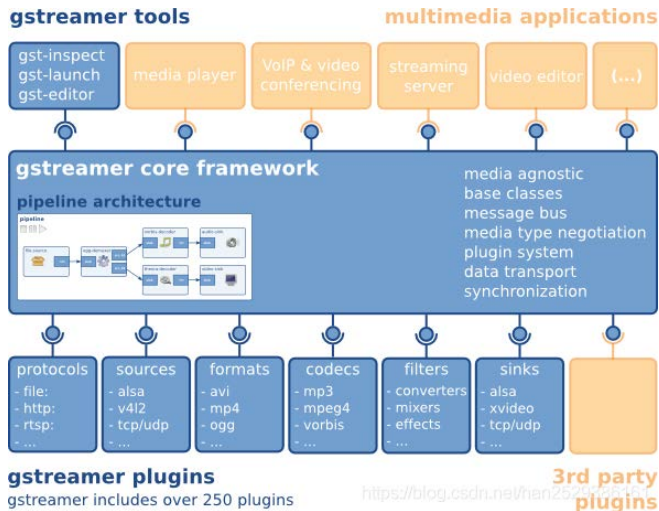 gstreamer tools
multimedia applications
gst-inspect
gst-launch
gst-editor
media player
VoIP & video
conferencing
streaming
server
video editor
(...)
gstreamer core framework
pipeline architecture
pipeline
media agnostic
base classes
message bus
media type negotiation
plugin system
data transport
synchronization
protocols
- file:
- http:
- rtsp:
- ...
sources
- alsa
- v4l2
- tcp/udp
- ...
formats
- avi
- mp4
- ogg
- ...
codecs
- mp3
- mpeg4
- vorbis
- ...
filters
- converters
- mixers
- effects
- ...
sinks
- alsa
- xvideo
- tcp/udp
- ...
gstreamer plugins
gstreamer includes over 250 plugins
3rd party
plugins